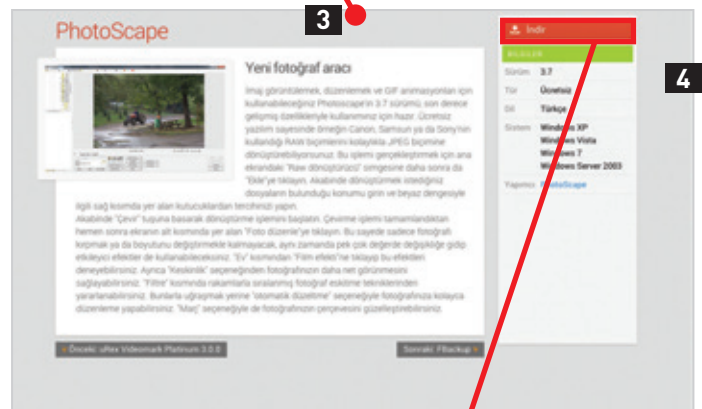 3
PhotoScape
Yeni fotoğraf aracı
İmaj görüntülemek, düzenlemek ve GIF animasyonları için
kullanabileceğiniz Photoscape'in 3.7 sürümü, son derece
gelişmiş özellikleriyle kullanımınız için hazır. Ücretsiz
yazılım sayesinde örneğin Canon, Samsun ya da Sony'nin
kullandığı RAW biçimlerini kolaylıkla JPEG biçimine
dönüştürebiliyorsunuz. Bu işlemi gerçekleştirmek için ana
ekrandaki "Raw dönüştürücü" simgesine daha sonra da
"Ekle"ye tıklayın. Akabinde dönüştürmek istediğiniz
dosyaların bulunduğu konumu girin ve beyaz dengesiyle
ilgili sağ kısımda yer alan kutucuklardan tercihinizi yapın.
Akabinde "Çevir" tuşuna basarak dönüştürme işlemini başlatın. Çevirme işlemi tamamlandıktan
hemen sonra ekranın alt kısmında yer alan "Foto düzenle"ye tıklayın. Bu sayede sadece fotoğrafı
kırpmak ya da boyutunu değiştirmekle kalmayacak, aynı zamanda pek çok değerde değişikliğe gidip
etkileyici efektler de kullanabileceksiniz. "Ev" kısmından "Film efekti"ne tıklayıp bu efektleri
deneyebilirsiniz. Ayrıca "Keskinlik" seçeneğinden fotoğrafınızın daha net görünmesini
sağlayabilirsiniz. "Filtre" kısmında rakamlarla sıralanmış fotoğraf eskitme tekniklerinden
yararlanabilirsiniz. Bunlarla uğraşmak yerine "otomatik düzeltme" seçeneğiyle fotoğrafınıza kolayca
düzenleme yapabilirsiniz. "Marj" seçeneğiyle de fotoğrafınızın çerçevesini güzelleştirebilirsiniz.
Önceki: uRex Videomark Platinum 3.0.0
Sonraki: FBackup
İndir
BİLGİLER
4
Sürüm 3.7
Tür Ücretsiz
Dil Türkçe
Sistem Windows XP
Windows Vista
Windows 7
Windows Server 2003
Yapımcı PhotoScape